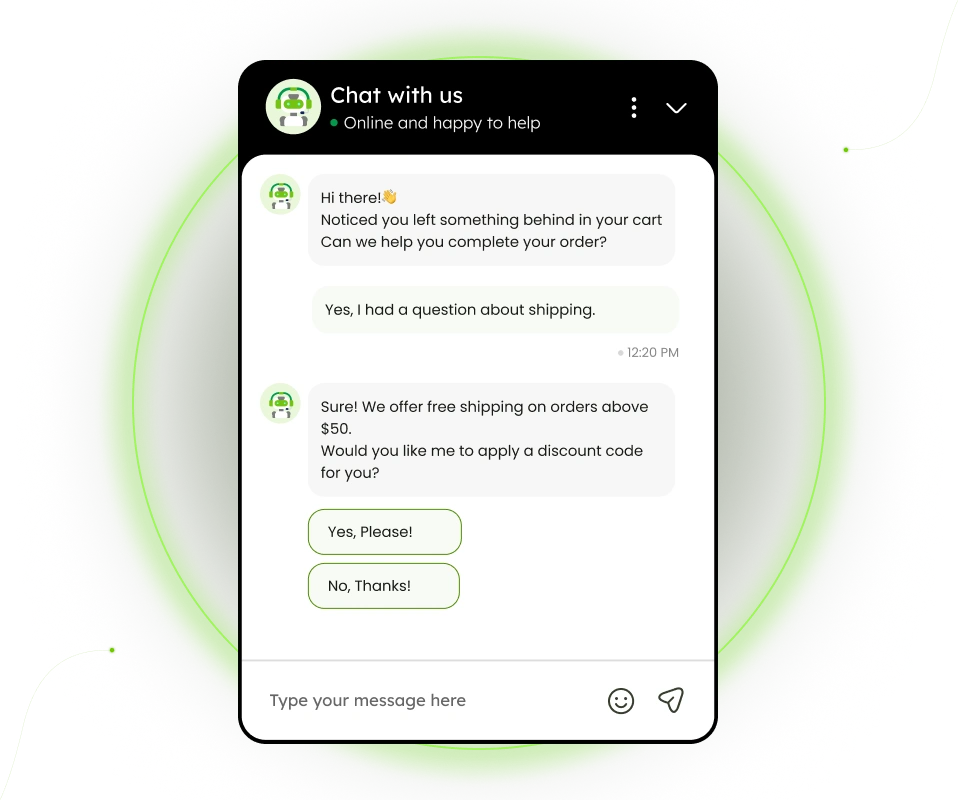 Chat with us
Online and happy to help
Hi there!👋
Noticed you left something behind in your cart
Can we help you complete your order?
Yes, I had a question about shipping.
12:20 PM
Sure! We offer free shipping on orders above
$50.
Would you like me to apply a discount code
for you?
Yes, Please!
No, Thanks!
Type your message here